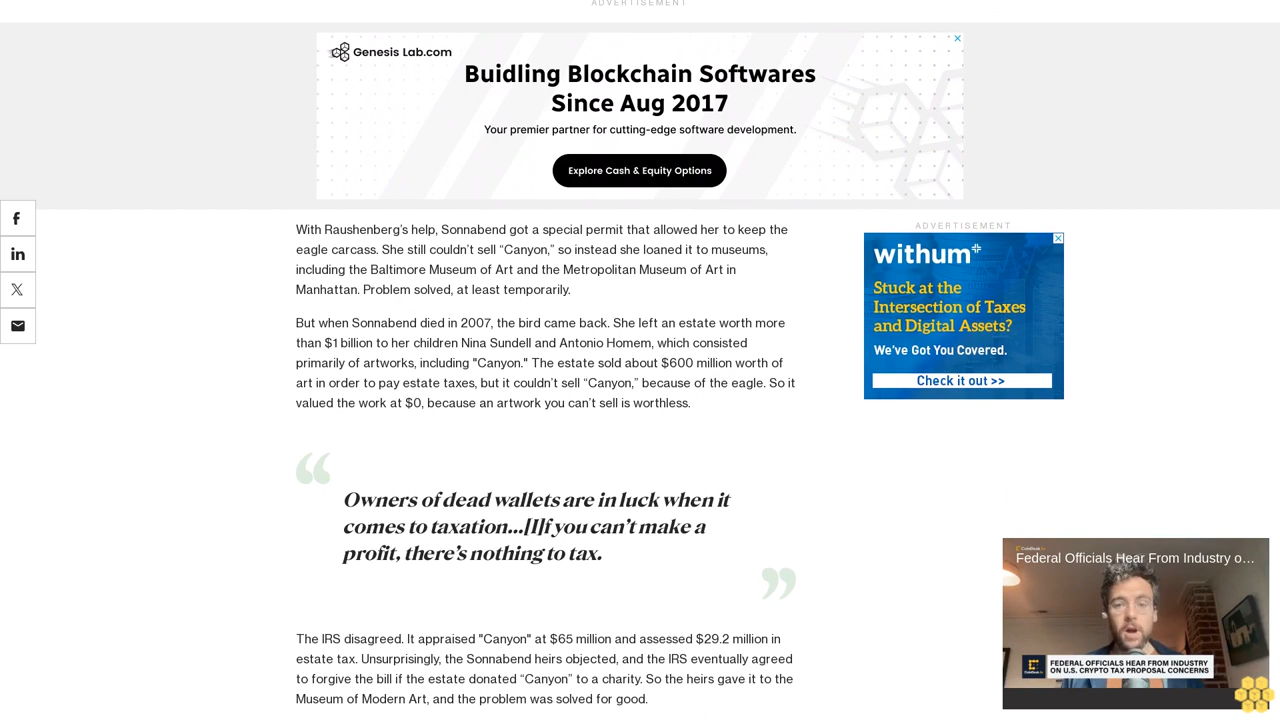 ADVERTISEMENT
Genesis Lab.com
Buidling Blockchain Softwares
Since Aug 2017
Your premier partner for cutting-edge software development.
Explore Cash & Equity Options
With Raushenberg’s help, Sonnabend got a special permit that allowed her to keep the
eagle carcass. She still couldn’t sell “Canyon,” so instead she loaned it to museums,
including the Baltimore Museum of Art and the Metropolitan Museum of Art in
Manhattan. Problem solved, at least temporarily.
But when Sonnabend died in 2007, the bird came back. She left an estate worth more
than $1 billion to her children Nina Sundell and Antonio Homem, which consisted
primarily of artworks, including "Canyon." The estate sold about $600 million worth of
art in order to pay estate taxes, but it couldn’t sell “Canyon,” because of the eagle. So it
valued the work at $0, because an artwork you can’t sell is worthless.
“
Owners of dead wallets are in luck when it
comes to taxation...[I]f you can’t make a
profit, there’s nothing to tax.
”
The IRS disagreed. It appraised "Canyon" at $65 million and assessed $29.2 million in
estate tax. Unsurprisingly, the Sonnabend heirs objected, and the IRS eventually agreed
to forgive the bill if the estate donated “Canyon” to a charity. So the heirs gave it to the
Museum of Modern Art, and the problem was solved for good.
ADVERTISEMENT
withum+
Stuck at the
Intersection of Taxes
and Digital Assets?
We’ve Got You Covered.
Check it out >>
Federal Officials Hear From Industry o...
FEDERAL OFFICIALS HEAR FROM INDUSTRY
ON U.S. CRYPTO TAX PROPOSAL CONCERNS